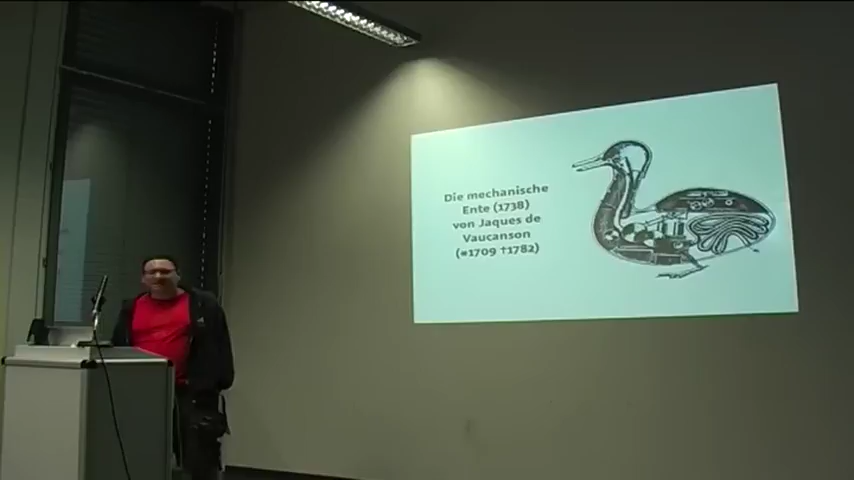 Die mechanische
Ente (1738)
von Jaques de
Vaucanson
(*1709 †1782)